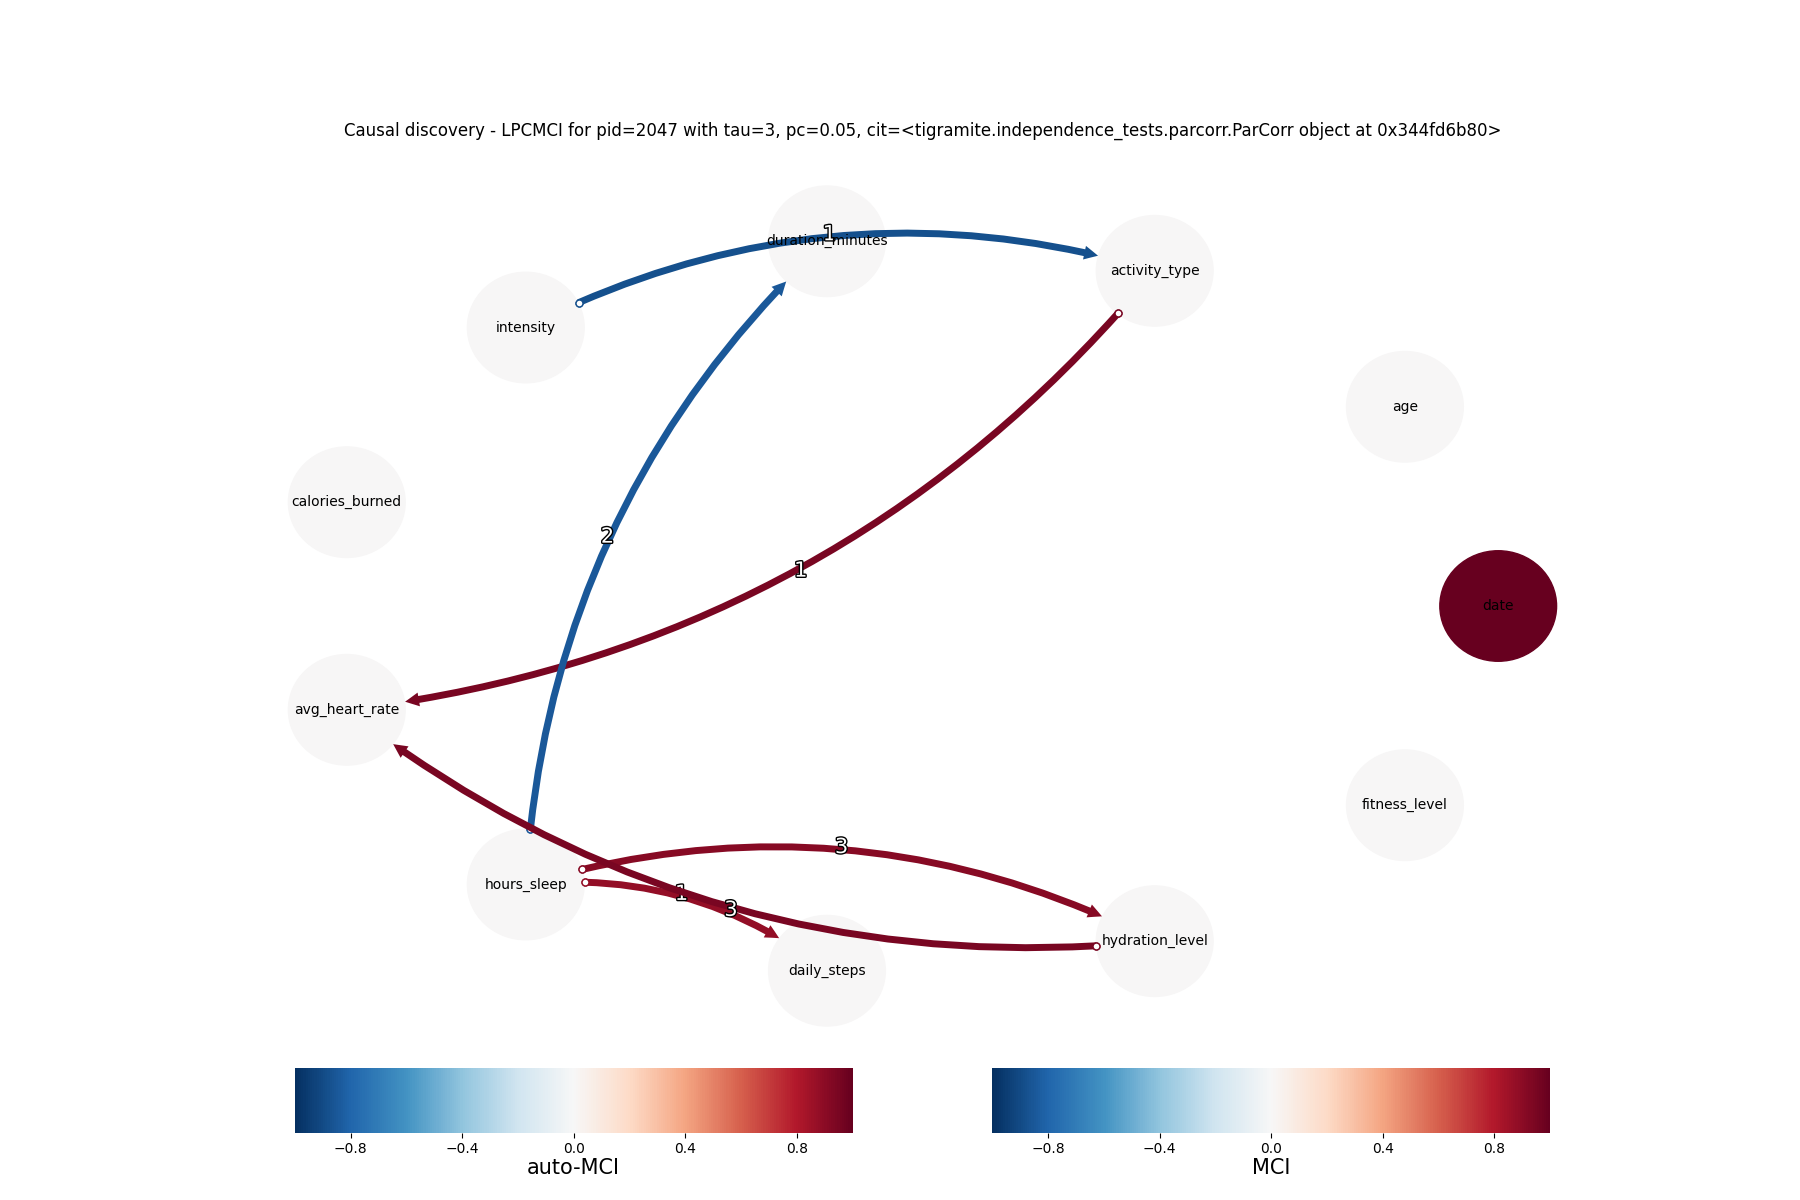 Causal discovery - LPCMCI for pid=2047 with tau=3, pc=0.05, cit=<tigramite.independence_tests.parcorr.ParCorr object at 0x344fd6b80>
1
duration_minutes
activity_type
intensity
age
calories_burned
2
1
date
avg_heart_rate
fitness_level
3
hours_sleep
1
3
hydration_level
daily_steps
−0.8 −0.4 0.0 0.4 0.8
auto-MCI
−0.8 −0.4 0.0 0.4 0.8
MCI